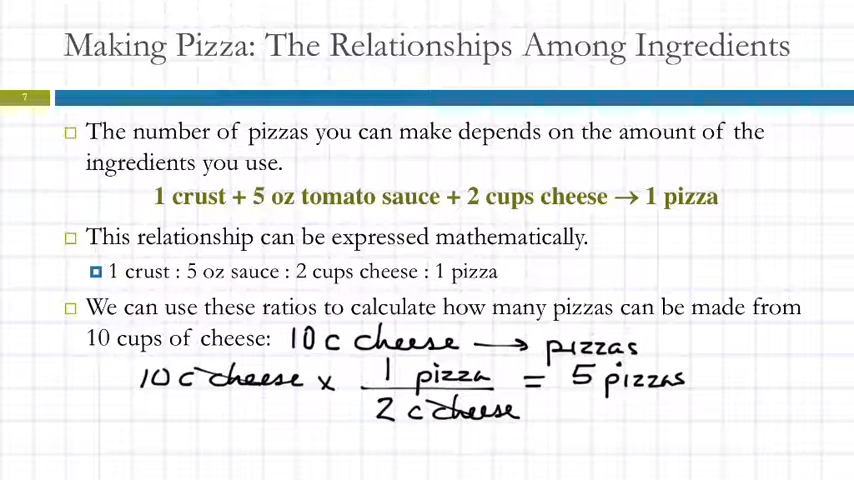 Making Pizza: The Relationships Among Ingredients
7
□ The number of pizzas you can make depends on the amount of the
ingredients you use.
1 crust + 5 oz tomato sauce + 2 cups cheese → 1 pizza
□ This relationship can be expressed mathematically.
□ 1 crust : 5 oz sauce : 2 cups cheese : 1 pizza
□ We can use these ratios to calculate how many pizzas can be made from
10 cups of cheese: 10 c cheese → pizzas
10 c cheese x 1 pizza = 5 pizzas
2 c cheese